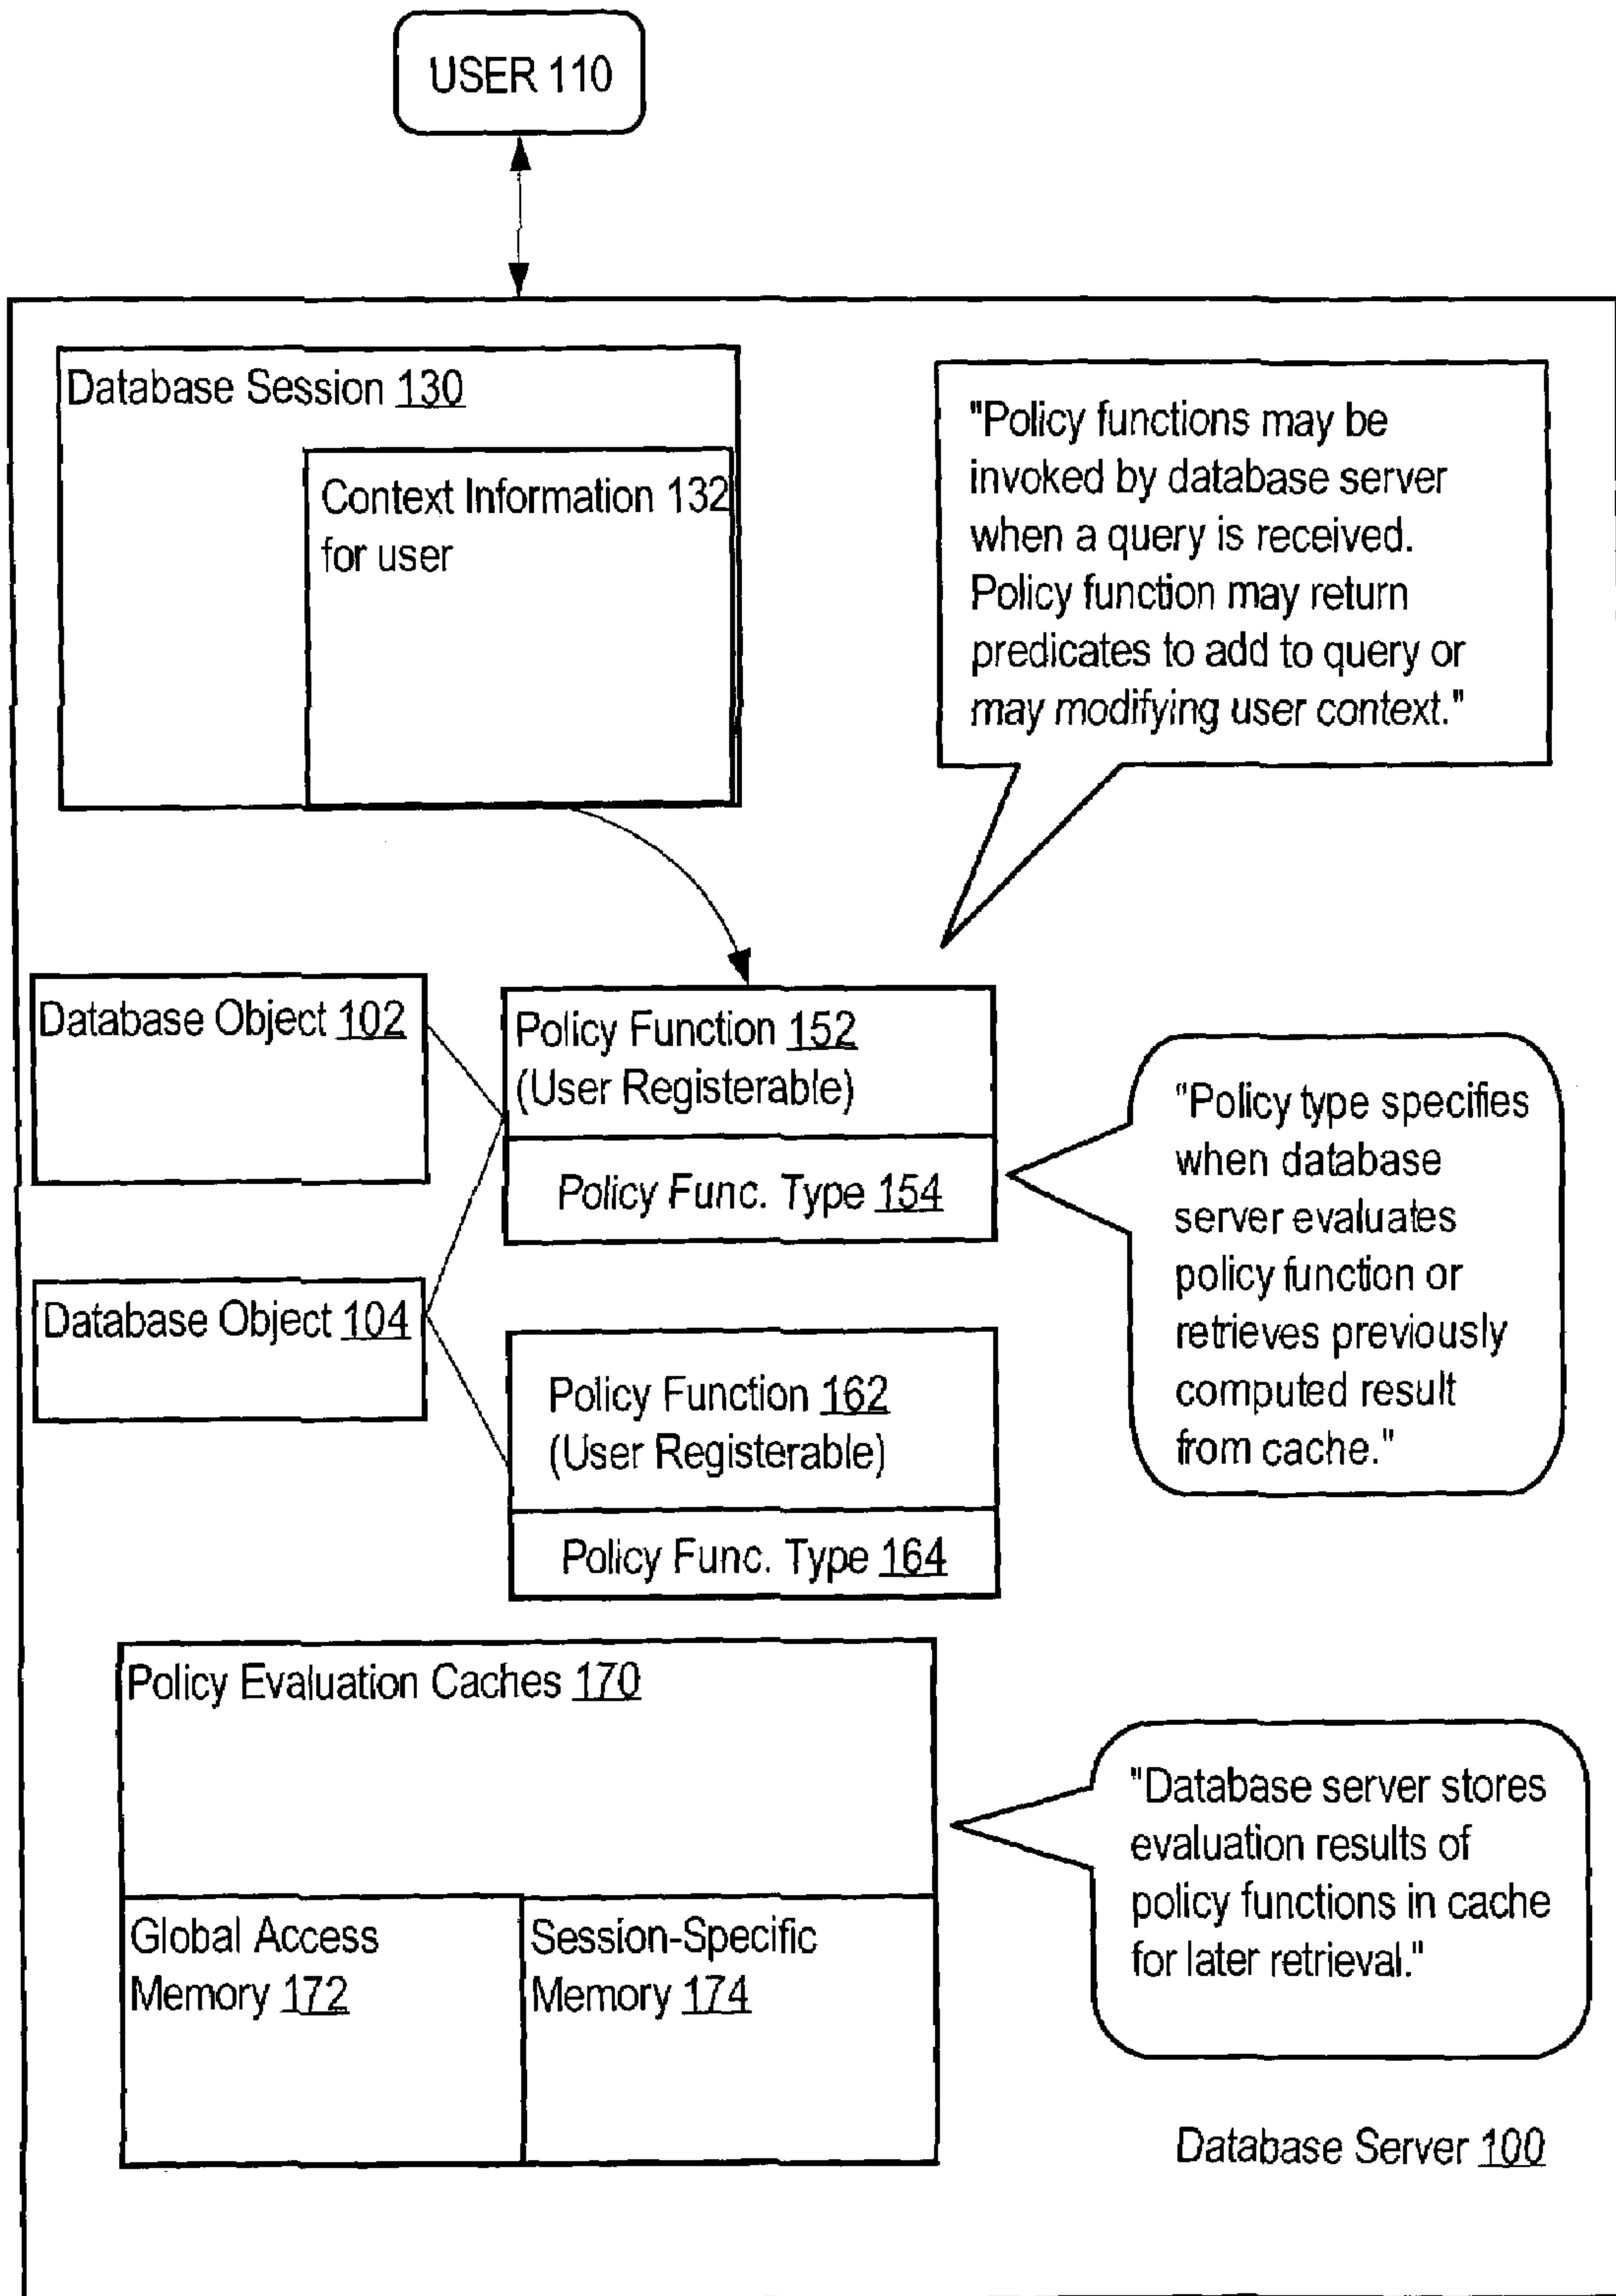 USER 110
Database Session 130
Context Information 132
for user
"Policy functions may be
invoked by database server
when a query is received.
Policy function may return
predicates to add to query or
may modifying user context."
Database Object 102
Policy Function 152
(User Registerable)
Policy Func. Type 154
"Policy type specifies
when database
server evaluates
policy function or
retrieves previously
computed result
from cache."
Database Object 104
Policy Function 162
(User Registerable)
Policy Func. Type 164
Policy Evaluation Caches 170
Global Access
Memory 172
Session-Specific
Memory 174
"Database server stores
evaluation results of
policy functions in cache
for later retrieval."
Database Server 100